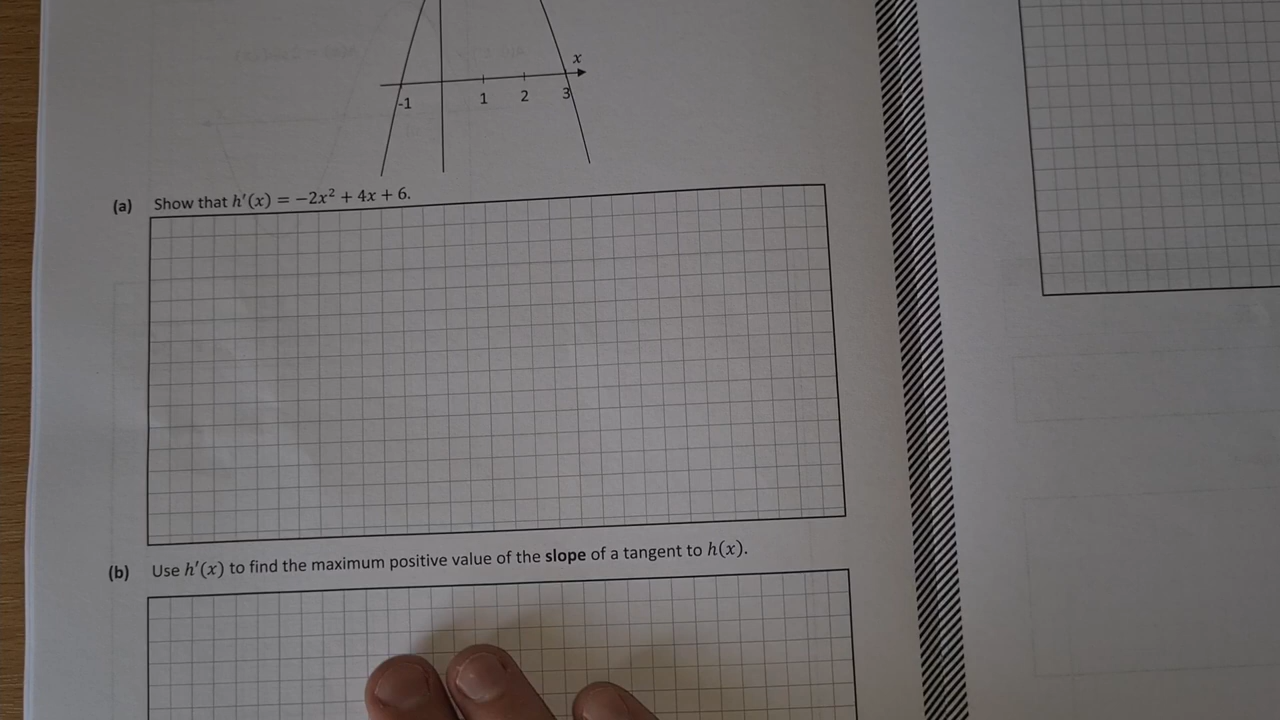 x
-1 1 2 3
(a) Show that h′(x) = −2x² + 4x + 6.
(b) Use h′(x) to find the maximum positive value of the slope of a tangent to h(x).